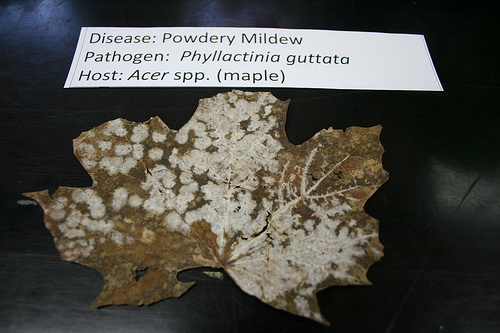 Disease: Powdery Mildew
Pathogen: Phyllactinia guttata
Host: Acer spp. (maple)